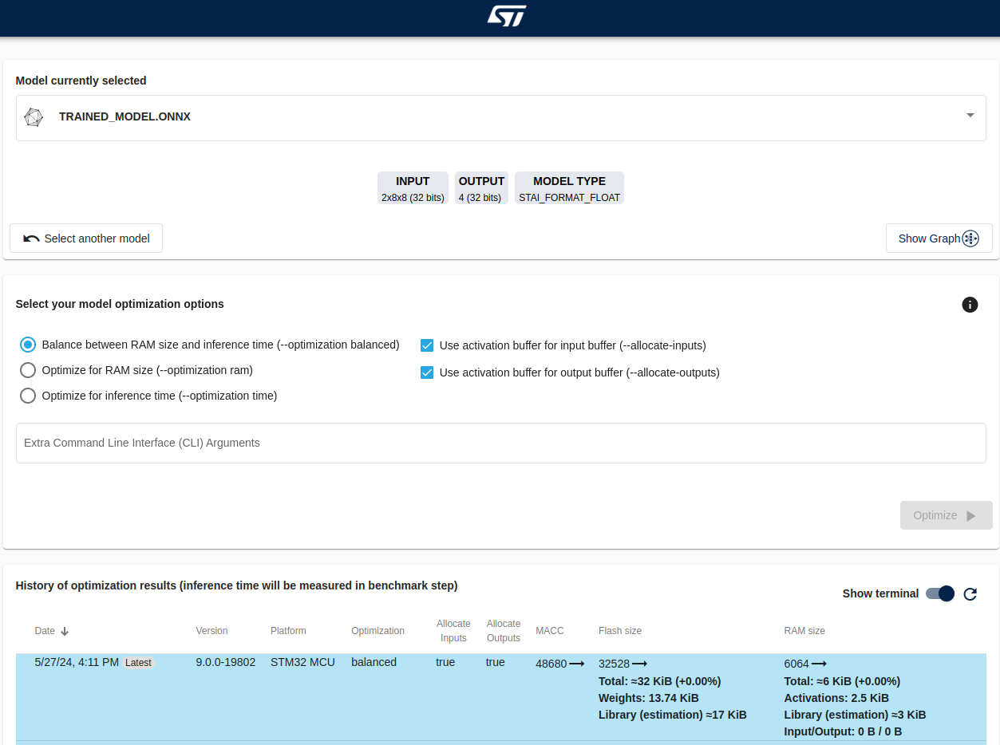 ST
Model currently selected
TRAINED_MODEL.ONNX
INPUT OUTPUT MODEL TYPE
2x8x8 (32 bits) 4 (32 bits) STAI_FORMAT_FLOAT
Select another model Show Graph
Select your model optimization options
Balance between RAM size and inference time (--optimization balanced) Use activation buffer for input buffer (--allocate-inputs)
Optimize for RAM size (--optimization ram) Use activation buffer for output buffer (--allocate-outputs)
Optimize for inference time (--optimization time)
Extra Command Line Interface (CLI) Arguments
Optimize
History of optimization results (inference time will be measured in benchmark step)
Show terminal
Date Version Platform Optimization Allocate Inputs Allocate Outputs MACC Flash size RAM size
5/27/24, 4:11 PM Latest 9.0.0-19802 STM32 MCU balanced true true 48680 32528 6064
Total: ≈32 KiB (+0.00%) Total: ≈6 KiB (+0.00%)
Weights: 13.74 KiB Activations: 2.5 KiB
Library (estimation) ≈17 KiB Library (estimation) ≈3 KiB
Input/Output: 0 B / 0 B